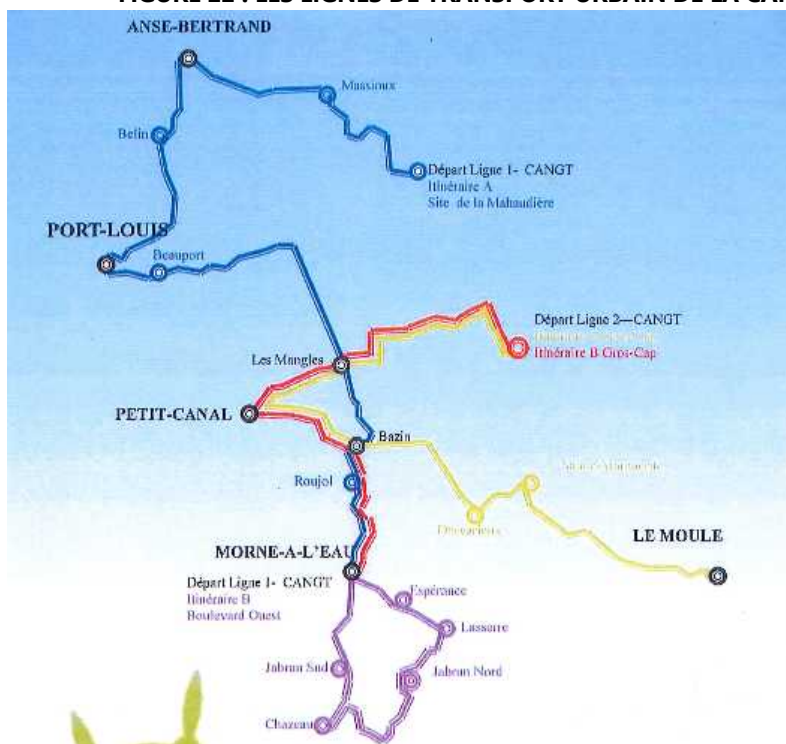 ANSE-BERTRAND
Massioux
Belin
Départ Ligne 1- CANGT
Itinéraire A
Site de la Mahaudière
PORT-LOUIS
Beauport
Départ Ligne 2—CANGT
Itinéraire B Gros-Cap
Les Mangles
PETIT-CANAL
Bazin
Roujol
LE MOULE
MORNE-A-L'EAU
Départ Ligne 1- CANGT
Itinéraire B
Boulevard Ouest
Espérance
Lasserre
Jabrun Sud
Jabrun Nord
Chazeau